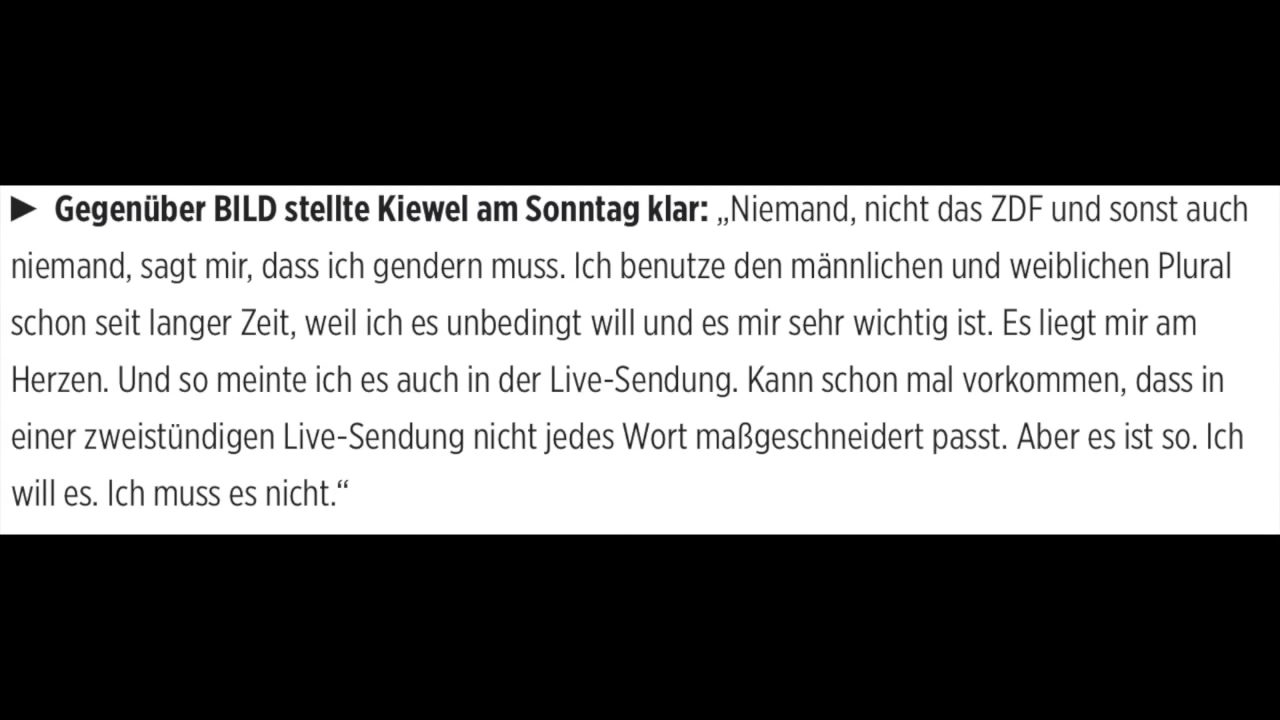 ► Gegenüber BILD stellte Kiewel am Sonntag klar: „Niemand, nicht das ZDF und sonst auch
niemand, sagt mir, dass ich gendern muss. Ich benutze den männlichen und weiblichen Plural
schon seit langer Zeit, weil ich es unbedingt will und es mir sehr wichtig ist. Es liegt mir am
Herzen. Und so meinte ich es auch in der Live-Sendung. Kann schon mal vorkommen, dass in
einer zweistündigen Live-Sendung nicht jedes Wort maßgeschneidert passt. Aber es ist so. Ich
will es. Ich muss es nicht.“